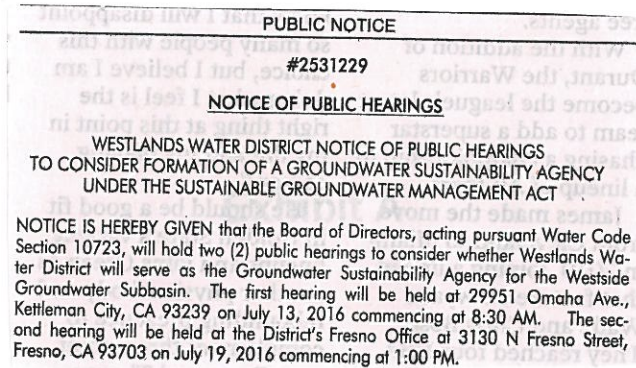 PUBLIC NOTICE
#2531229
NOTICE OF PUBLIC HEARINGS
WESTLANDS WATER DISTRICT NOTICE OF PUBLIC HEARINGS
TO CONSIDER FORMATION OF A GROUNDWATER SUSTAINABILITY AGENCY
UNDER THE SUSTAINABLE GROUNDWATER MANAGEMENT ACT
NOTICE IS HEREBY GIVEN that the Board of Directors, acting pursuant Water Code
Section 10723, will hold two (2) public hearings to consider whether Westlands Wa-
ter District will serve as the Groundwater Sustainability Agency for the Westside
Groundwater Subbasin. The first hearing will be held at 29951 Omaha Ave.,
Kettleman City, CA 93239 on July 13, 2016 commencing at 8:30 AM. The sec-
ond hearing will be held at the District's Fresno Office at 3130 N Fresno Street,
Fresno, CA 93703 on July 19, 2016 commencing at 1:00 PM.